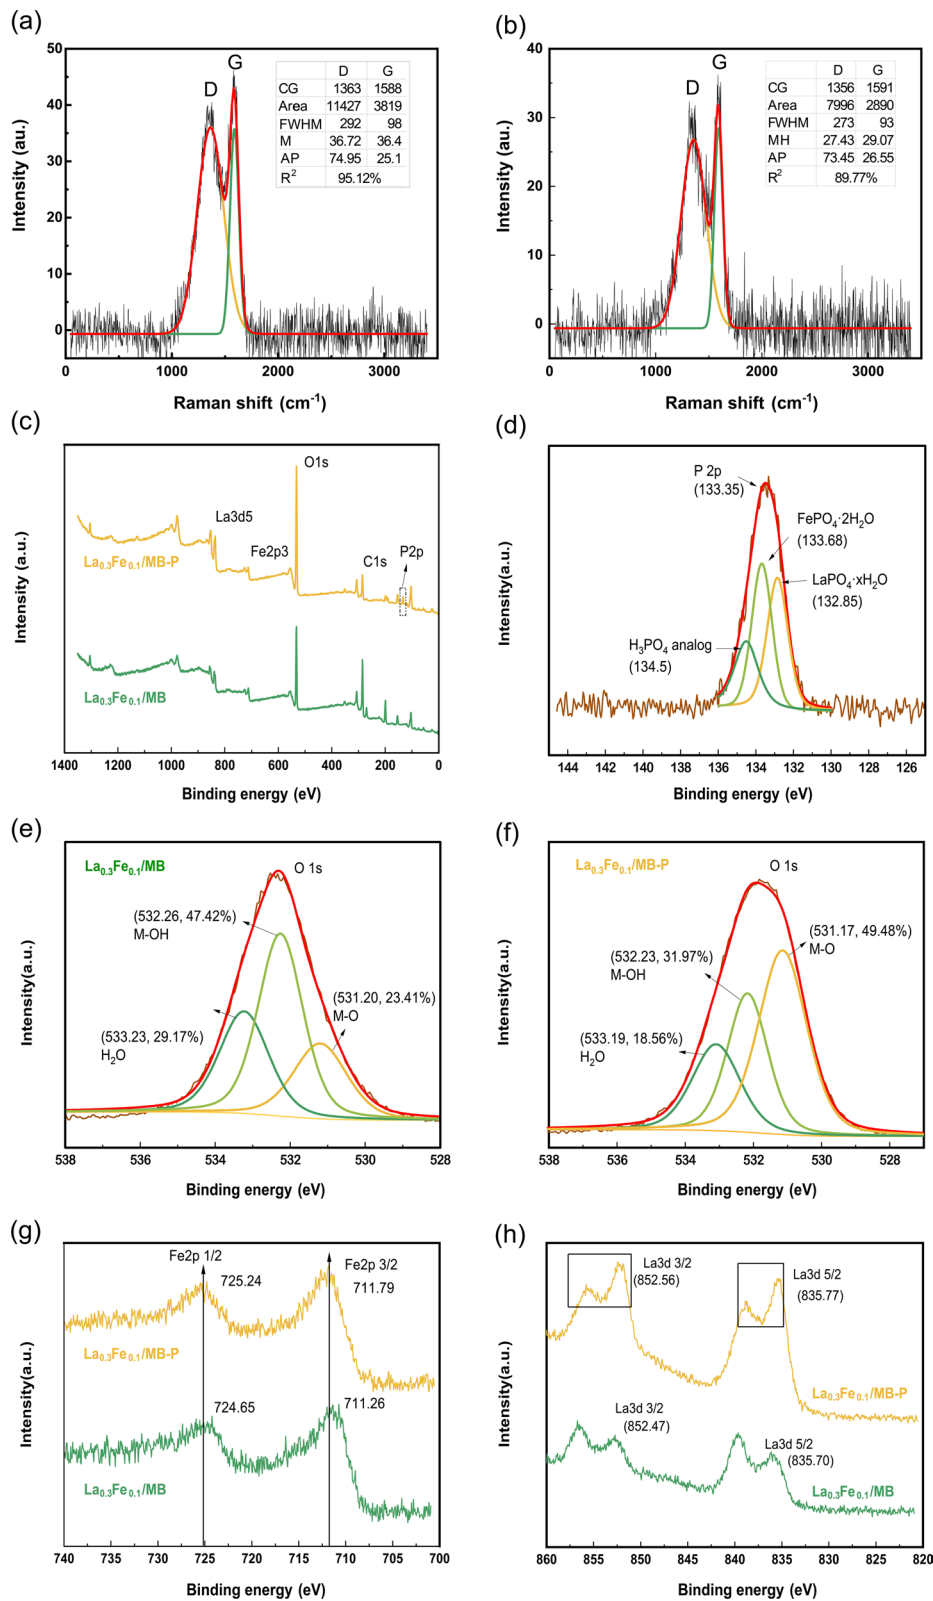 (a)
50
40
30
20
10
0
Intensity (au.)
D
G
D G
CG 1363 1588
Area 11427 3819
FWHM 292 98
M 36.72 36.4
AP 74.95 25.1
R² 95.12%
0 1000 2000 3000
Raman shift (cm⁻¹)
(b)
40
30
20
10
0
Intensity (au.)
D
G
D G
CG 1356 1591
Area 7996 2890
FWHM 273 93
MH 27.43 29.07
AP 73.45 26.55
R² 89.77%
0 1000 2000 3000
Raman shift (cm⁻¹)
(c)
Intensity (a.u.)
O1s
La3d5
Fe2p3
C1s
P2p
La₀.₃Fe₀.₁/MB-P
La₀.₃Fe₀.₁/MB
1400 1200 1000 800 600 400 200 0
Binding energy (eV)
(d)
Intensity(a.u.)
P 2p
(133.35)
FePO₄·2H₂O
(133.68)
LaPO₄·xH₂O
(132.85)
H₃PO₄ analog
(134.5)
144 142 140 138 136 134 132 130 128 126
Binding energy (eV)
(e)
La₀.₃Fe₀.₁/MB
O 1s
Intensity(a.u.)
(532.26, 47.42%)
M-OH
(531.20, 23.41%)
M-O
(533.23, 29.17%)
H₂O
538 536 534 532 530 528
Binding energy (eV)
(f)
La₀.₃Fe₀.₁/MB-P
O 1s
Intensity(a.u.)
(531.17, 49.48%)
M-O
(532.23, 31.97%)
M-OH
(533.19, 18.56%)
H₂O
538 536 534 532 530 528
Binding energy (eV)
(g)
Intensity(a.u.)
Fe2p 1/2
725.24
Fe2p 3/2
711.79
La₀.₃Fe₀.₁/MB-P
724.65
711.26
La₀.₃Fe₀.₁/MB
740 735 730 725 720 715 710 705 700
Binding energy (eV)
(h)
Intensity(a.u.)
La3d 3/2
(852.56)
La3d 5/2
(835.77)
La₀.₃Fe₀.₁/MB-P
La3d 3/2
(852.47)
La3d 5/2
(835.70)
La₀.₃Fe₀.₁/MB
860 855 850 845 840 835 830 825 820
Binding energy (eV)